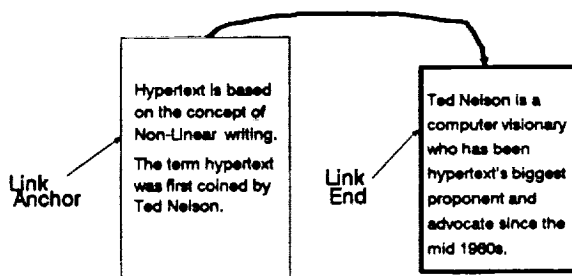 Hypertext is based
on the concept of
Non-Linear writing.
The term hypertext
was first coined by
Ted Nelson.
Link
Anchor
Ted Nelson is a
computer visionary
who has been
hypertext's biggest
proponent and
advocate since the
mid 1960s.
Link
End